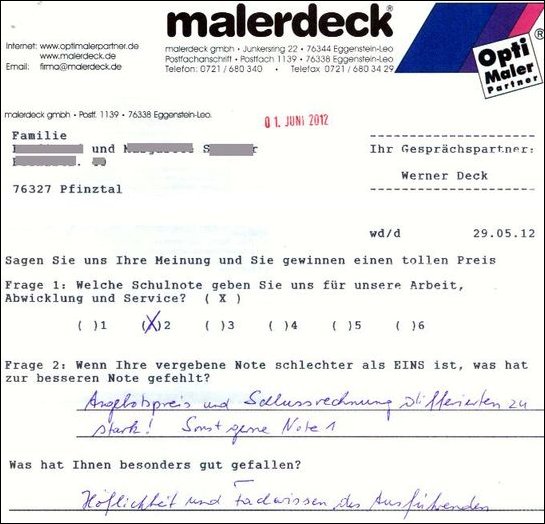 malerdeck®
Internet: www.optimalerpartner.de
www.malerdeck.de
Email: firma@malerdeck.de
malerdeck gmbh • Junkersring 22 • 76344 Eggenstein-Leo
Postfachanschrift • Postfach 1139 • 76338 Eggenstein-Leo
Telefon: 0721 / 680 340 • Telefax 0721 / 680 34 29
Opti
Maler
Partner
®
malerdeck gmbh • Postf. 1139 • 76338 Eggenstein-Leo.
01. JUNI 2012
Familie
und
Ihr Gesprächspartner:
Werner Deck
76327 Pfinztal
wd/d 29.05.12
Sagen Sie uns Ihre Meinung und Sie gewinnen einen tollen Preis
Frage 1: Welche Schulnote geben Sie uns für unsere Arbeit,
Abwicklung und Service? ( X )
( )1 (X)2 ( )3 ( )4 ( )5 ( )6
Frage 2: Wenn Ihre vergebene Note schlechter als EINS ist, was hat
zur besseren Note gefehlt?
Angebotspreis und Schlussrechnung differierten zu
stark! Sonst gerne Note 1
Was hat Ihnen besonders gut gefallen?
Höflichkeit und Fachwissen des Ausführenden